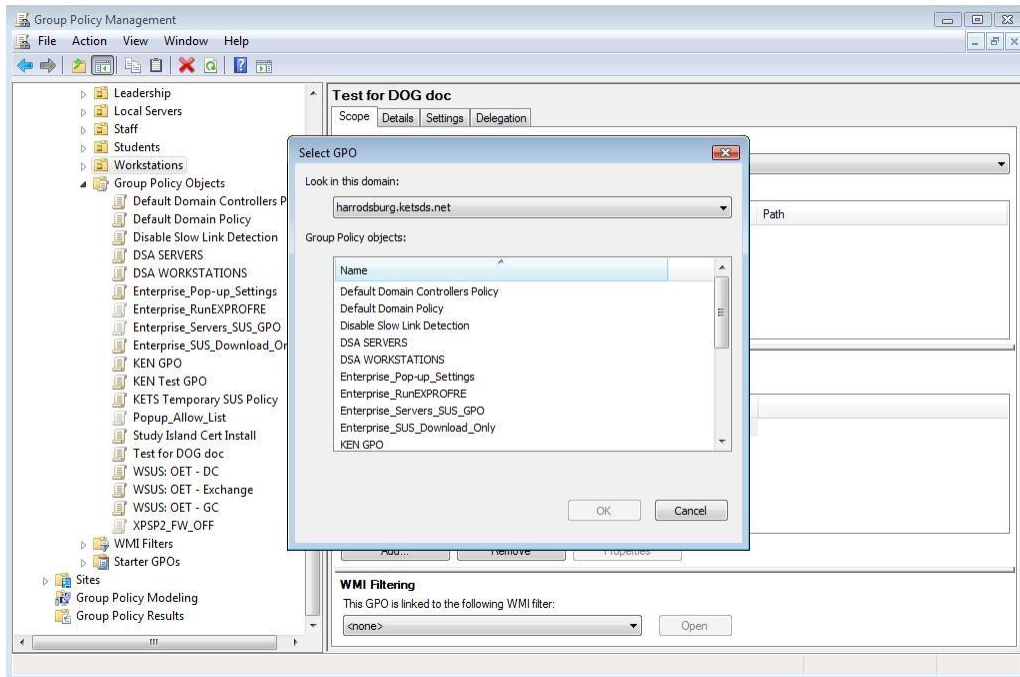 Group Policy Management
File Action View Window Help
Leadership
Local Servers
Staff
Students
Workstations
Group Policy Objects
Default Domain Controllers P
Default Domain Policy
Disable Slow Link Detection
DSA SERVERS
DSA WORKSTATIONS
Enterprise_Pop-up_Settings
Enterprise_RunEXPROFRE
Enterprise_Servers_SUS_GPO
Enterprise_SUS_Download_Or
KEN GPO
KEN Test GPO
KETS Temporary SUS Policy
Popup_Allow_List
Study Island Cert Install
Test for DOG doc
WSUS: OET - DC
WSUS: OET - Exchange
WSUS: OET - GC
XPSP2_FW_OFF
WMI Filters
Starter GPOs
Sites
Group Policy Modeling
Group Policy Results
Test for DOG doc
Scope Details Settings Delegation
Path
Select GPO
Look in this domain:
harrodsburg.ketsds.net
Group Policy objects:
Name
Default Domain Controllers Policy
Default Domain Policy
Disable Slow Link Detection
DSA SERVERS
DSA WORKSTATIONS
Enterprise_Pop-up_Settings
Enterprise_RunEXPROFRE
Enterprise_Servers_SUS_GPO
Enterprise_SUS_Download_Only
KEN GPO
OK Cancel
Add... Remove Properties
WMI Filtering
This GPO is linked to the following WMI filter:
<none> Open